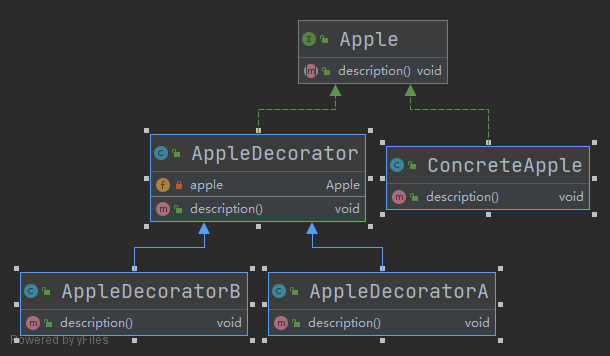 Apple
description() void
AppleDecorator
apple Apple
description() void
ConcreteApple
description() void
AppleDecoratorB
description() void
AppleDecoratorA
description() void
Powered by yFiles